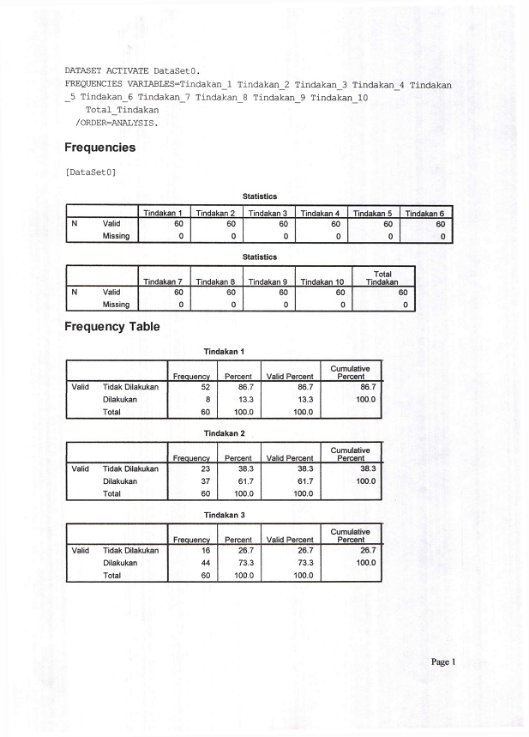 DATASET ACTIVATE DataSet0.
FREQUENCIES VARIABLES=Tindakan_1 Tindakan_2 Tindakan_3 Tindakan_4 Tindakan
_5 Tindakan_6 Tindakan_7 Tindakan_8 Tindakan_9 Tindakan_10
Total_Tindakan
/ORDER=ANALYSIS.
Frequencies
[DataSet0]
Statistics
Tindakan 1 Tindakan 2 Tindakan 3 Tindakan 4 Tindakan 5 Tindakan 6
N Valid 60 60 60 60 60 60
Missing 0 0 0 0 0 0
Statistics
Tindakan 7 Tindakan 8 Tindakan 9 Tindakan 10 Total Tindakan
N Valid 60 60 60 60 60
Missing 0 0 0 0 0
Frequency Table
Tindakan 1
Frequency Percent Valid Percent Cumulative Percent
Valid Tidak Dilakukan 52 86.7 86.7 86.7
Dilakukan 8 13.3 13.3 100.0
Total 60 100.0 100.0
Tindakan 2
Frequency Percent Valid Percent Cumulative Percent
Valid Tidak Dilakukan 23 38.3 38.3 38.3
Dilakukan 37 61.7 61.7 100.0
Total 60 100.0 100.0
Tindakan 3
Frequency Percent Valid Percent Cumulative Percent
Valid Tidak Dilakukan 16 26.7 26.7 26.7
Dilakukan 44 73.3 73.3 100.0
Total 60 100.0 100.0
Page 1